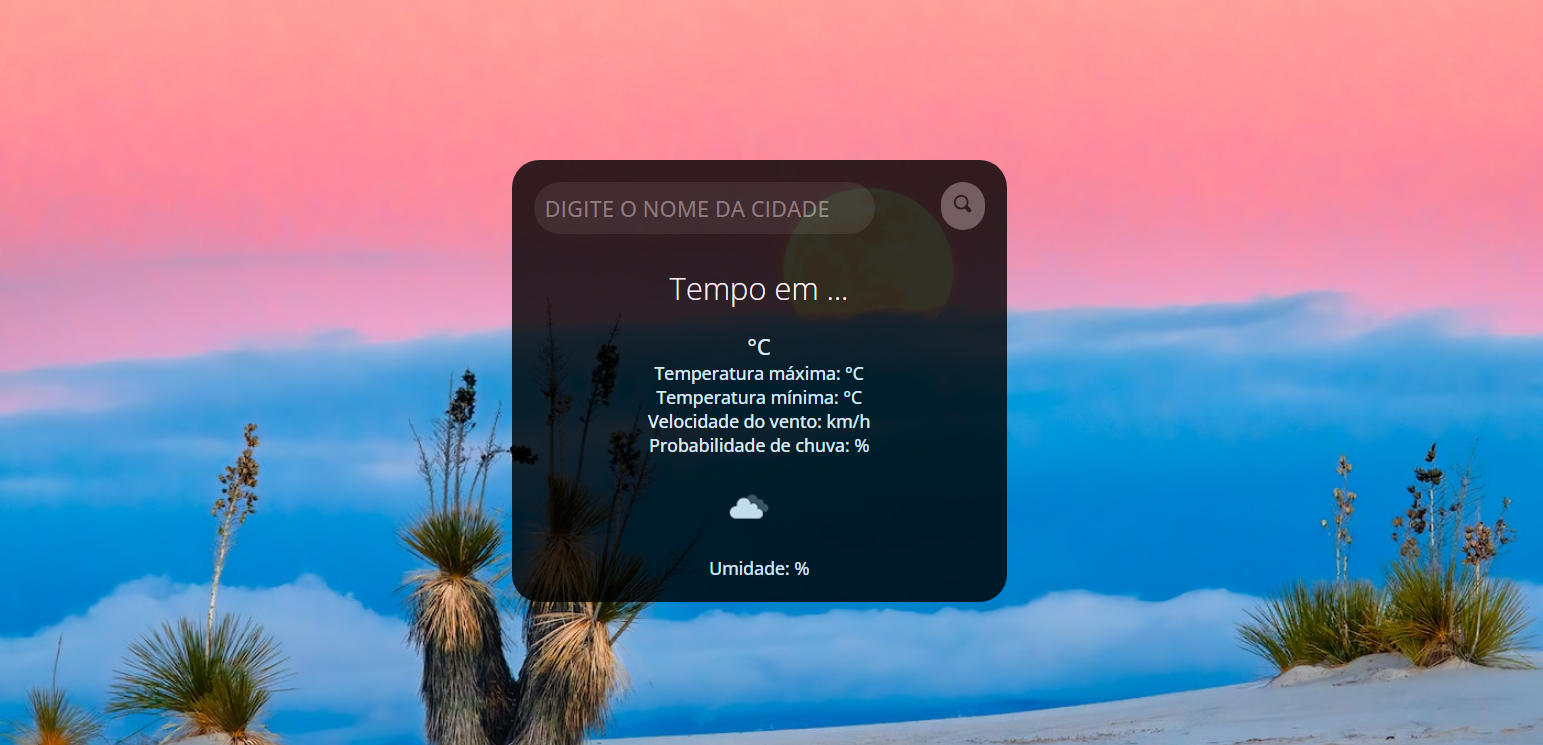 DIGITE O NOME DA CIDADE
Tempo em ...
°C
Temperatura máxima: °C
Temperatura mínima: °C
Velocidade do vento: km/h
Probabilidade de chuva: %
Umidade: %